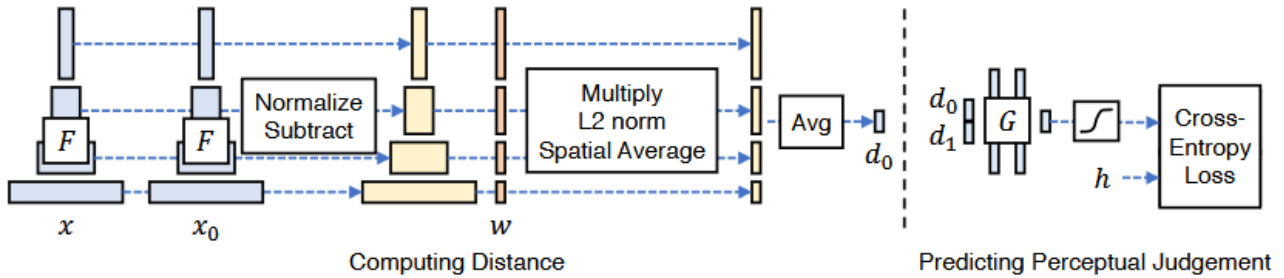 F
F
Normalize
Subtract
Multiply
L2 norm
Spatial Average
Avg
d₀
x
x₀
w
Computing Distance
d₀
d₁
G
h
Cross-
Entropy
Loss
Predicting Perceptual Judgement